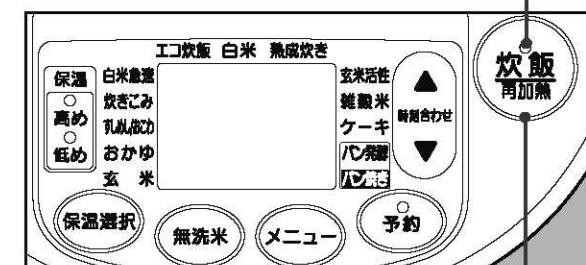 エコ炊飯 白米 熟成炊き
保温
高め
低め
白米急速
炊きこみ
すしめし/おこわ
おかゆ
玄米
玄米活性
雑穀米
ケーキ
パン発酵
パン焼き
時刻合わせ
炊飯
再加熱
保温選択
無洗米
メニュー
予約